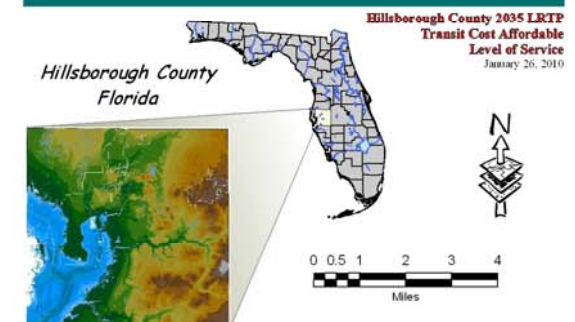 Hillsborough County 2035 LRTP
Transit Cost Affordable
Level of Service
January 26, 2010
Hillsborough County
Florida
N
0 0.5 1 2 3 4
Miles